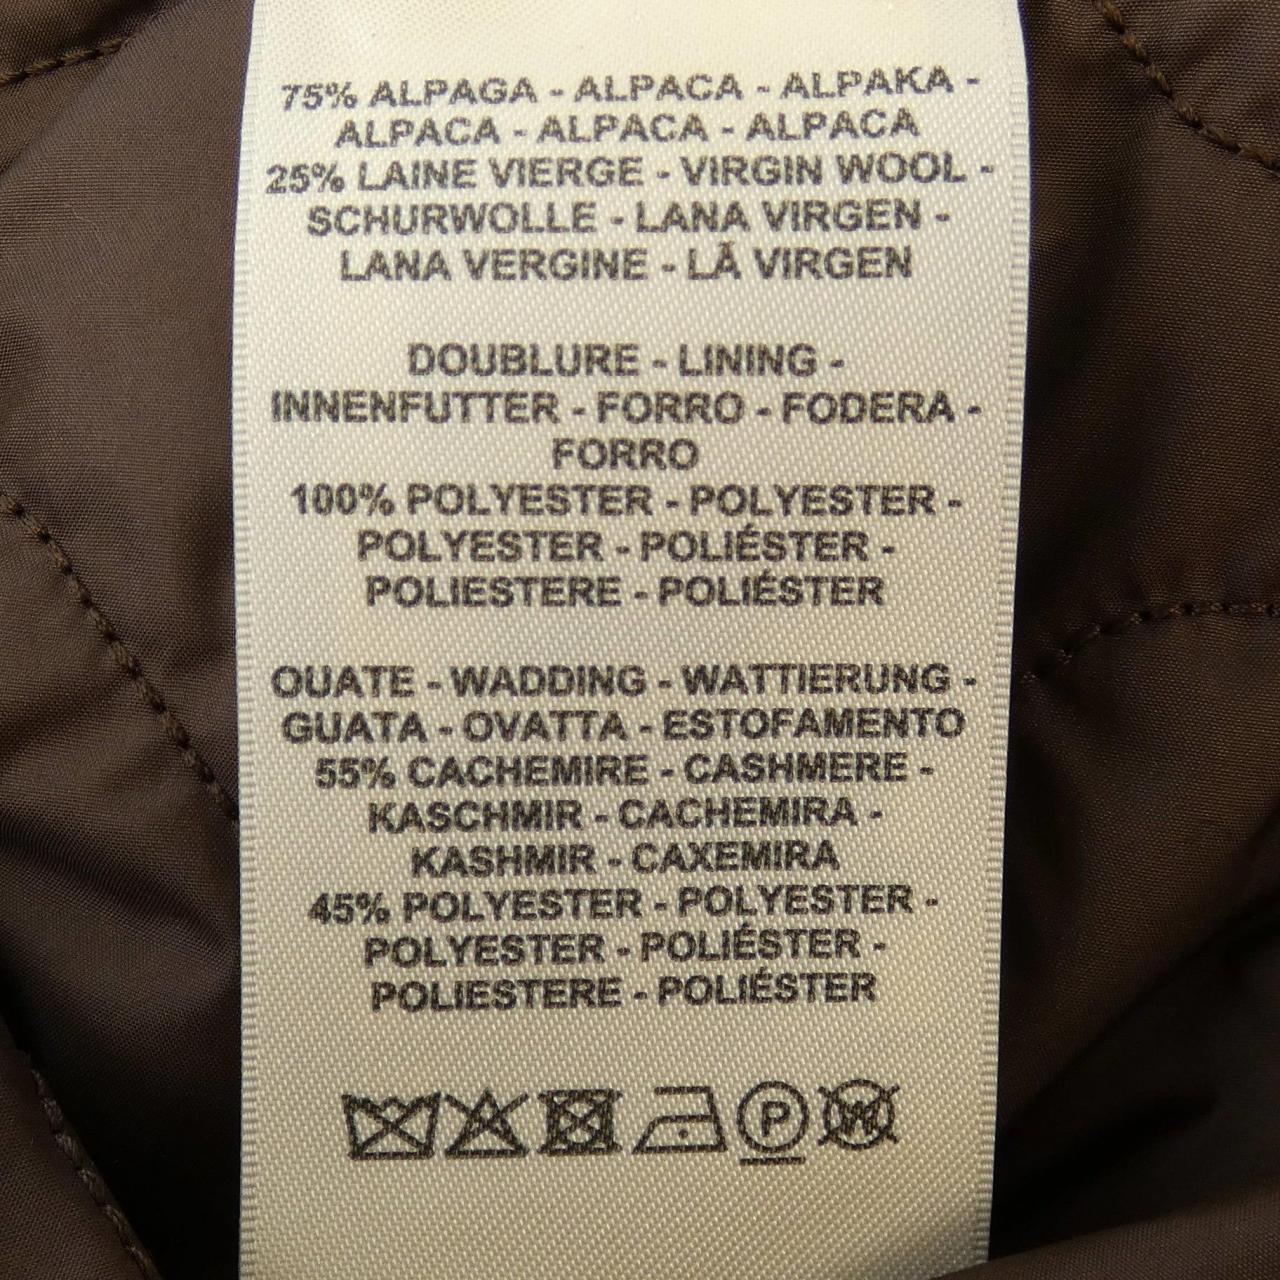 75% ALPAGA - ALPACA - ALPAKA -
ALPACA - ALPACA - ALPACA
25% LAINE VIERGE - VIRGIN WOOL -
SCHURWOLLE - LANA VIRGEN -
LANA VERGINE - LÃ VIRGEN
DOUBLURE - LINING -
INNENFUTTER - FORRO - FODERA -
FORRO
100% POLYESTER - POLYESTER -
POLYESTER - POLIÉSTER -
POLIESTERE - POLIÉSTER
OUATE - WADDING - WATTIERUNG -
GUATA - OVATTA - ESTOFAMENTO
55% CACHEMIRE - CASHMERE -
KASCHMIR - CACHEMIRA -
KASHMIR - CAXEMIRA
45% POLYESTER - POLYESTER -
POLYESTER - POLIÉSTER -
POLIESTERE - POLIÉSTER
P W